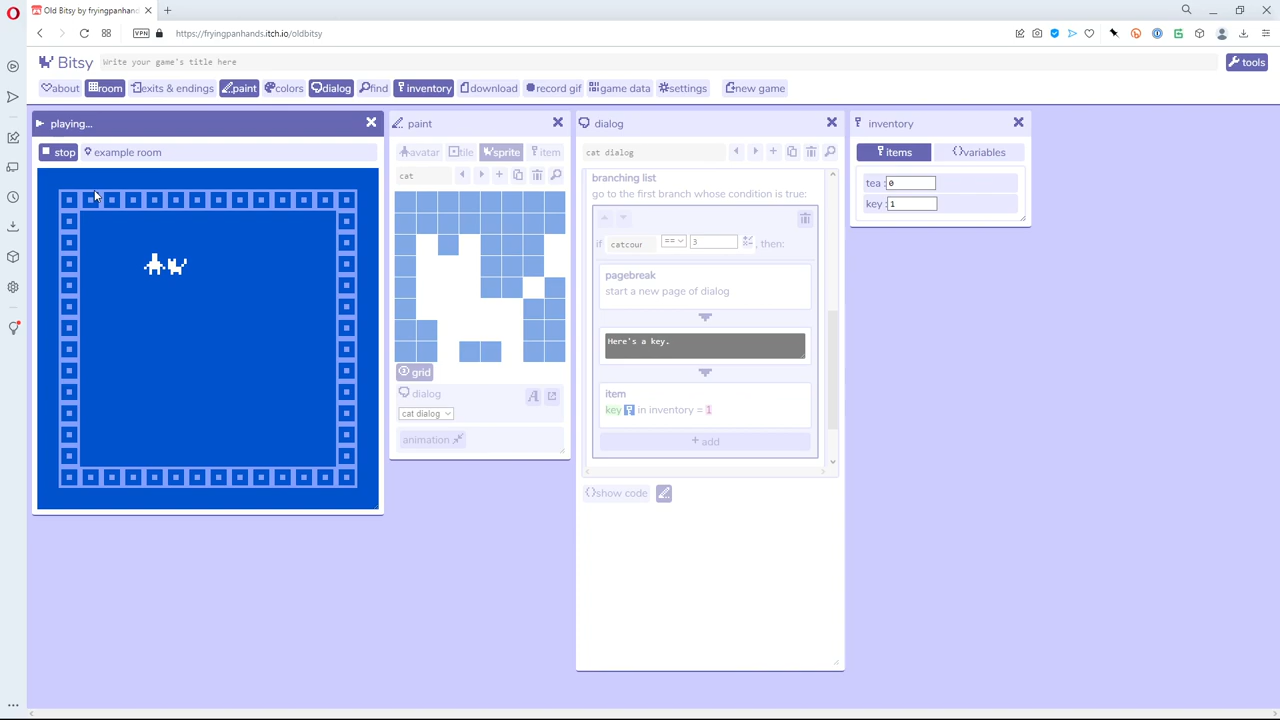 Old Bitsy by fryingpanhand
VPN
https://fryingpanhands.itch.io/oldbitsy
Bitsy
Write your game's title here
tools
about
room
exits & endings
paint
colors
dialog
find
inventory
download
record gif
game data
settings
new game
playing...
stop
example room
paint
avatar
tile
sprite
item
cat
grid
dialog
cat dialog
animation
dialog
cat dialog
branching list
go to the first branch whose condition is true:
if catcour == 3 , then:
pagebreak
start a new page of dialog
Here's a key.
item
key in inventory = 1
+ add
show code
inventory
items
variables
tea : 0
key : 1